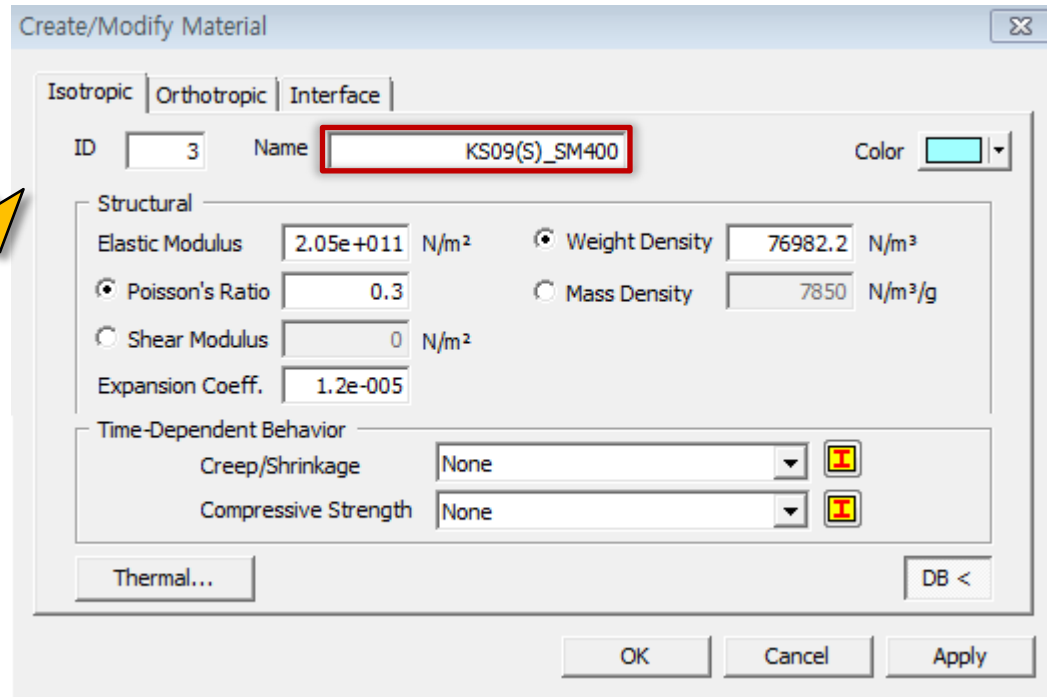 Create/Modify Material
Isotropic Orthotropic Interface
ID 3 Name KS09(S)_SM400 Color
Structural
Elastic Modulus 2.05e+011 N/m² Weight Density 76982.2 N/m³
Poisson's Ratio 0.3 Mass Density 7850 N/m³/g
Shear Modulus 0 N/m²
Expansion Coeff. 1.2e-005
Time-Dependent Behavior
Creep/Shrinkage None
Compressive Strength None
Thermal... DB <
OK Cancel Apply